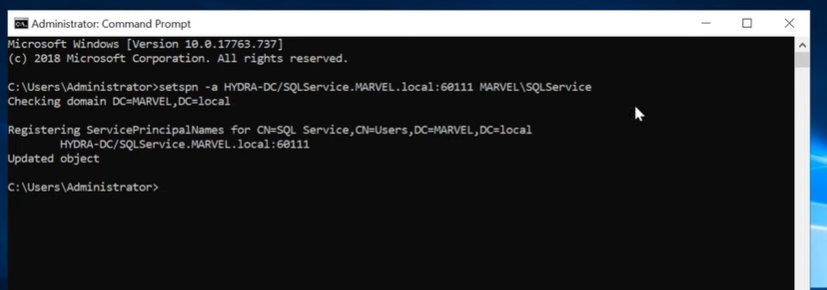 Administrator: Command Prompt
Microsoft Windows [Version 10.0.17763.737]
(c) 2018 Microsoft Corporation. All rights reserved.
C:\Users\Administrator>setspn -a HYDRA-DC/SQLService.MARVEL.local:60111 MARVEL\SQLService
Checking domain DC=MARVEL,DC=local
Registering ServicePrincipalNames for CN=SQL Service,CN=Users,DC=MARVEL,DC=local
HYDRA-DC/SQLService.MARVEL.local:60111
Updated object
C:\Users\Administrator>